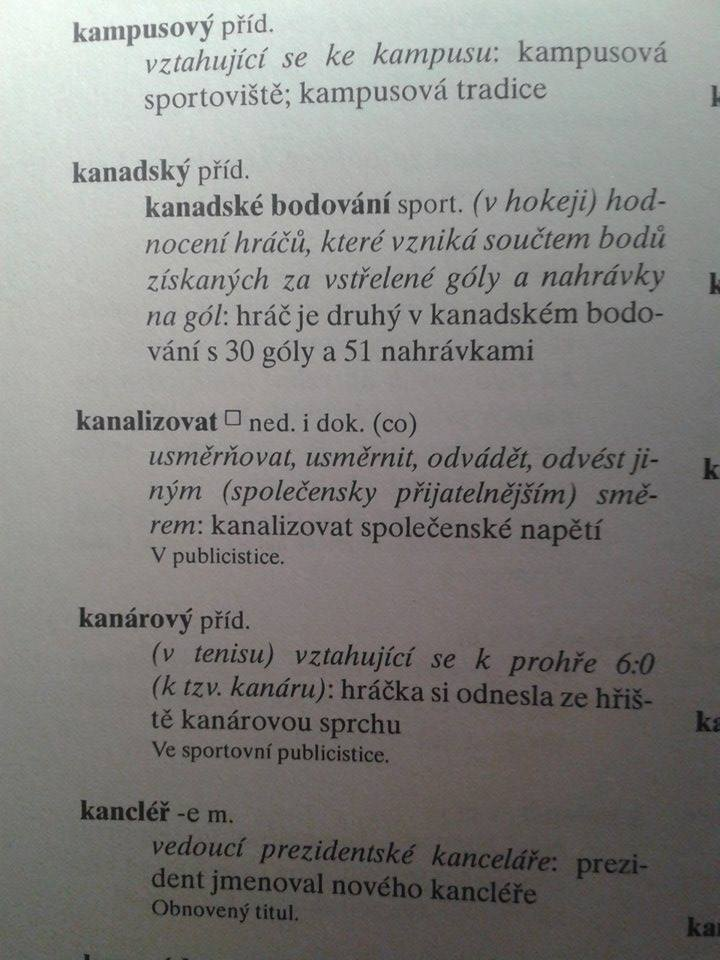 kampusový příd.
vztahující se ke kampusu: kampusová
sportoviště; kampusová tradice
kanadský příd.
kanadské bodování sport. (v hokeji) hod-
nocení hráčů, které vzniká součtem bodů
získaných za vstřelené góly a nahrávky
na gól: hráč je druhý v kanadském bodo-
vání s 30 góly a 51 nahrávkami
kanalizovat □ ned. i dok. (co)
usměrňovat, usměrnit, odvádět, odvést ji-
ným (společensky přijatelnějším) smě-
rem: kanalizovat společenské napětí
V publicistice.
kanárový příd.
(v tenisu) vztahující se k prohře 6:0
(k tzv. kanáru): hráčka si odnesla ze hřiš-
tě kanárovou sprchu
Ve sportovní publicistice.
kancléř -e m.
vedoucí prezidentské kanceláře: prezi-
dent jmenoval nového kancléře
Obnovený titul.